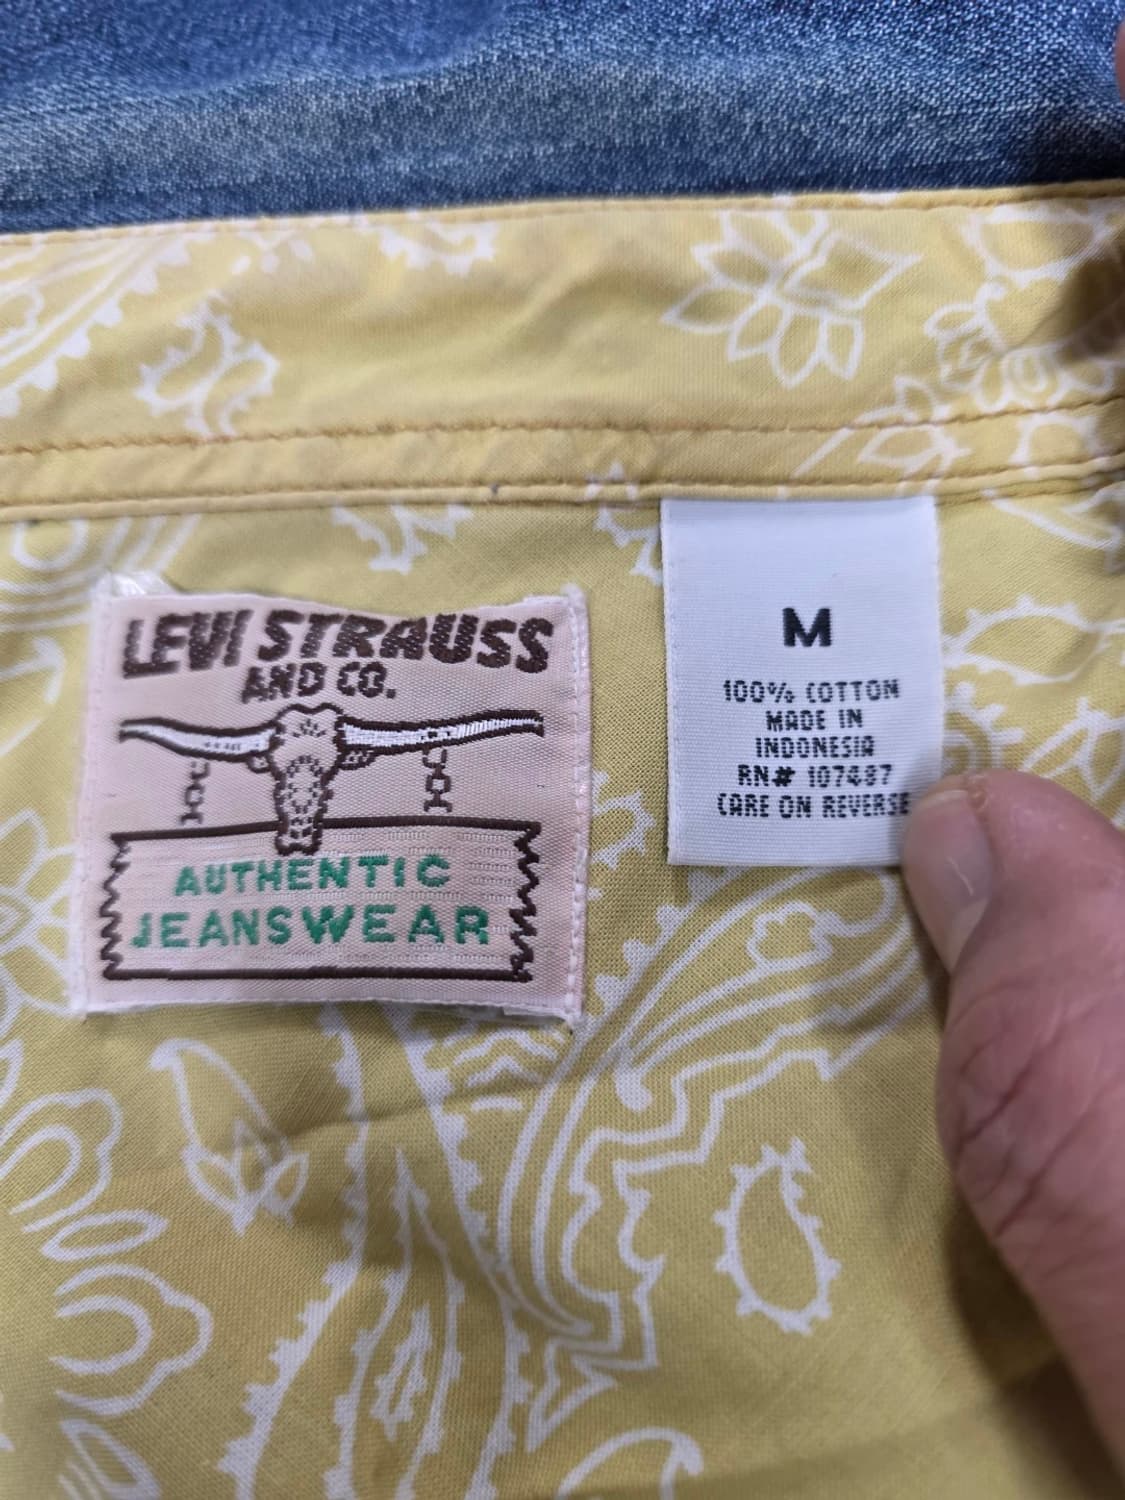 LEVI STRAUSS
AND CO.
AUTHENTIC
JEANSWEAR
M
100% COTTON
MADE IN
INDONESIA
RN# 107487
CARE ON REVERSE